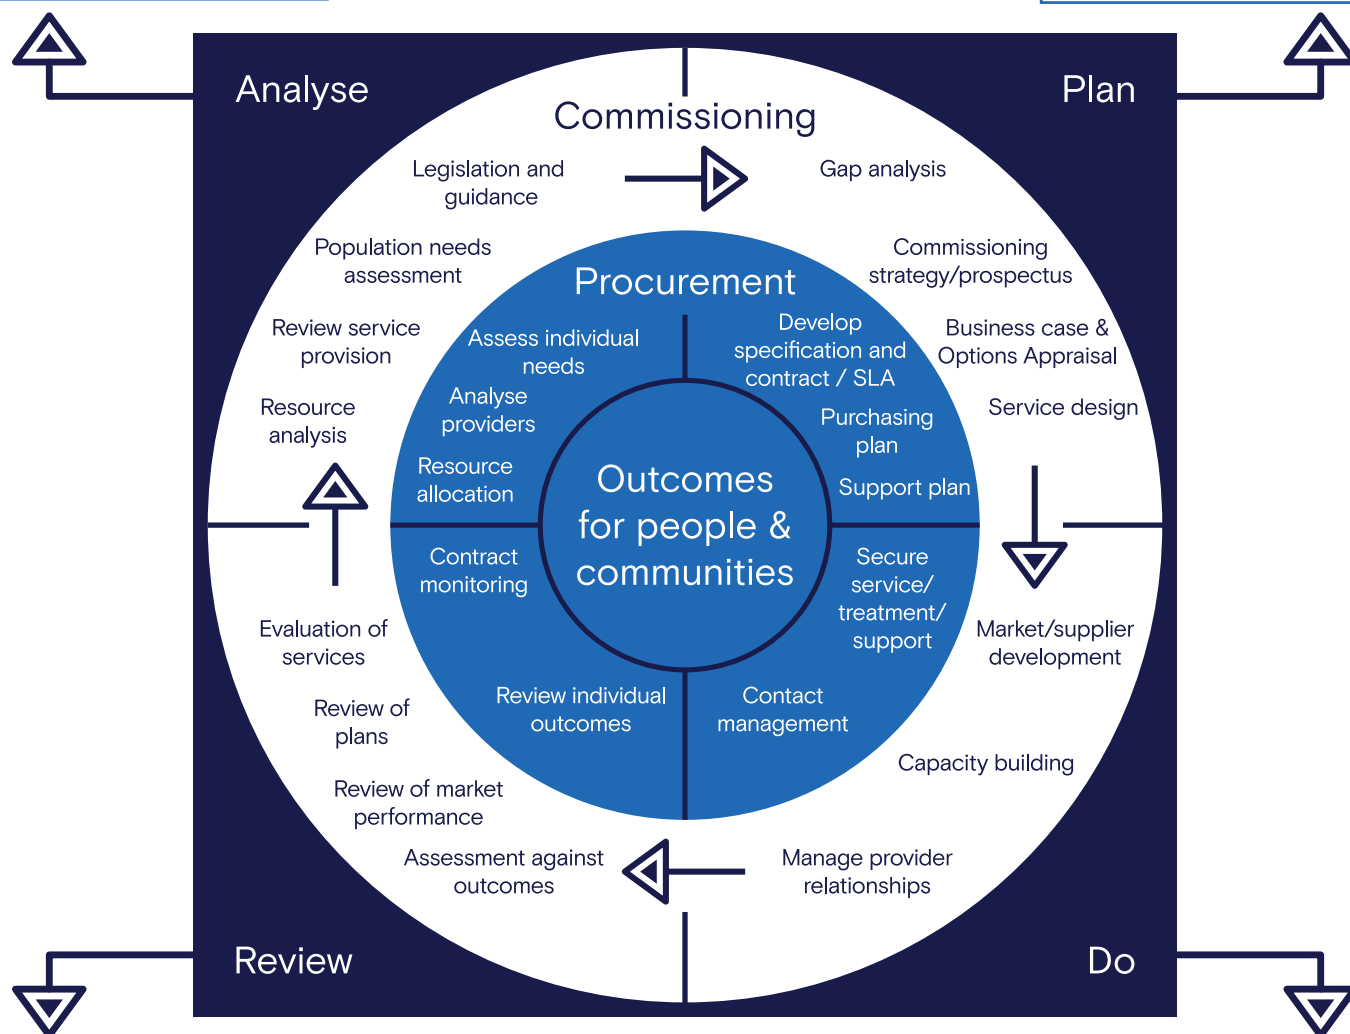 Analyse
Plan
Commissioning
Legislation and
guidance
Gap analysis
Population needs
assessment
Commissioning
strategy/prospectus
Review service
provision
Business case &
Options Appraisal
Resource
analysis
Service design
Procurement
Assess individual
needs
Develop
specification and
contract / SLA
Analyse
providers
Purchasing
plan
Resource
allocation
Support plan
Outcomes
for people &
communities
Contract
monitoring
Secure
service/
treatment/
support
Review individual
outcomes
Contact
management
Evaluation of
services
Market/supplier
development
Review of
plans
Capacity building
Review of market
performance
Assessment against
outcomes
Manage provider
relationships
Review
Do